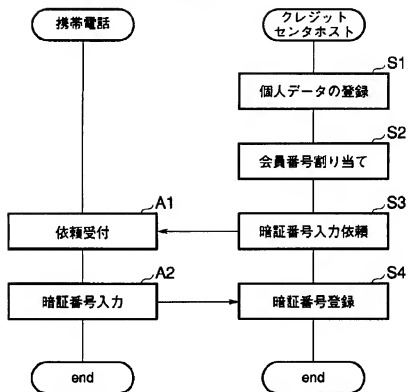 携帯電話
クレジット
センタホスト
S1
個人データの登録
S2
会員番号割り当て
A1
S3
依頼受付
暗証番号入力依頼
A2
S4
暗証番号入力
暗証番号登録
end
end